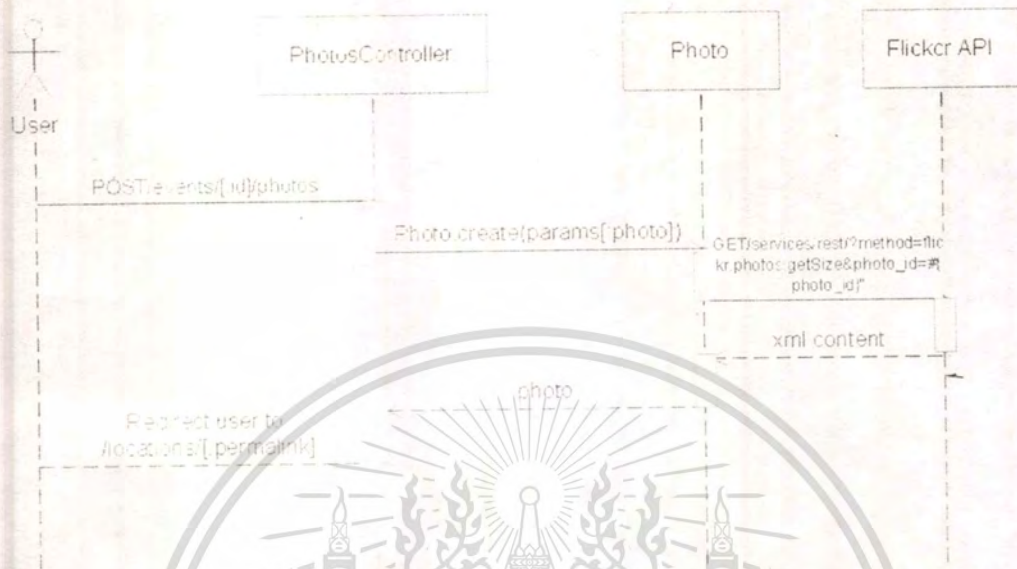 PhotosController
Photo
Flickcr API
User
POST/events/[:id]/photos
Photo.create(params[:photo])
GET/services/rest/?method=flic
kr.photos.getSize&photo_id=#{
photo_id}"
xml content
photo
Redirect user to
/locations/[:permalink]